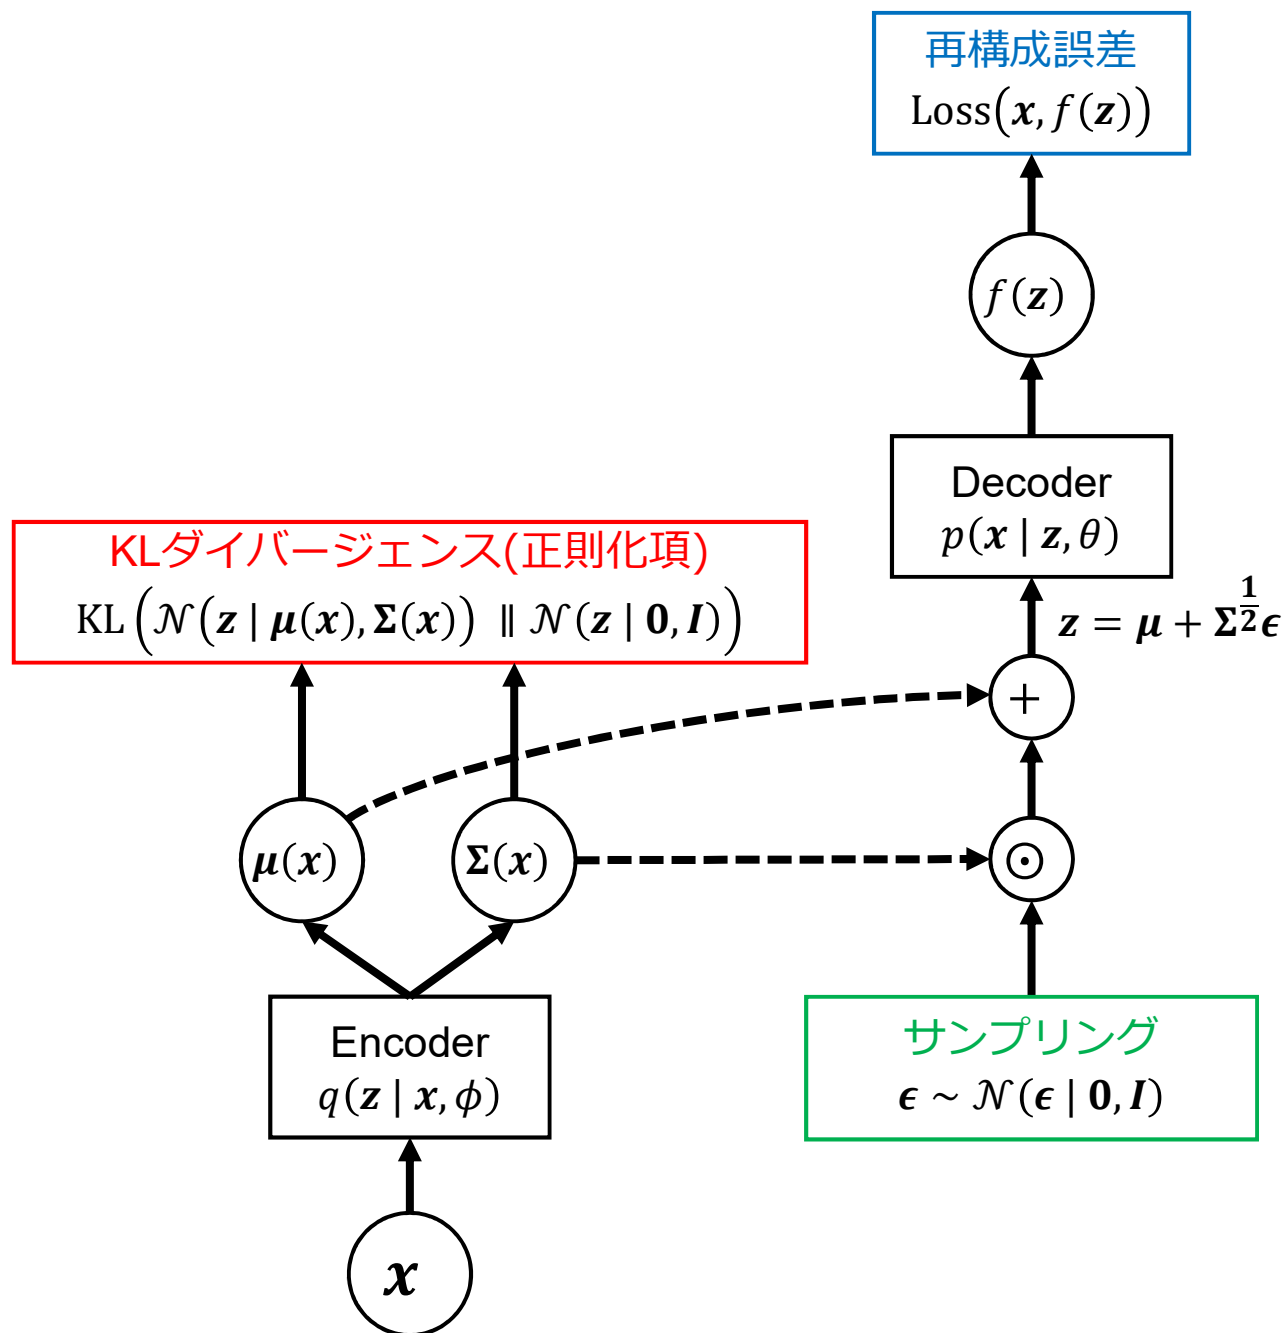 再構成誤差
Loss(x, f(z))
f(z)
Decoder
p(x | z, θ)
z = μ + Σ^{1/2}ϵ
KLダイバージェンス(正則化項)
KL(𝒩(z | μ(x), Σ(x)) ∥ 𝒩(z | 0, I))
+
μ(x)
Σ(x)
⊙
Encoder
q(z | x, ϕ)
サンプリング
ϵ ~ 𝒩(ϵ | 0, I)
x